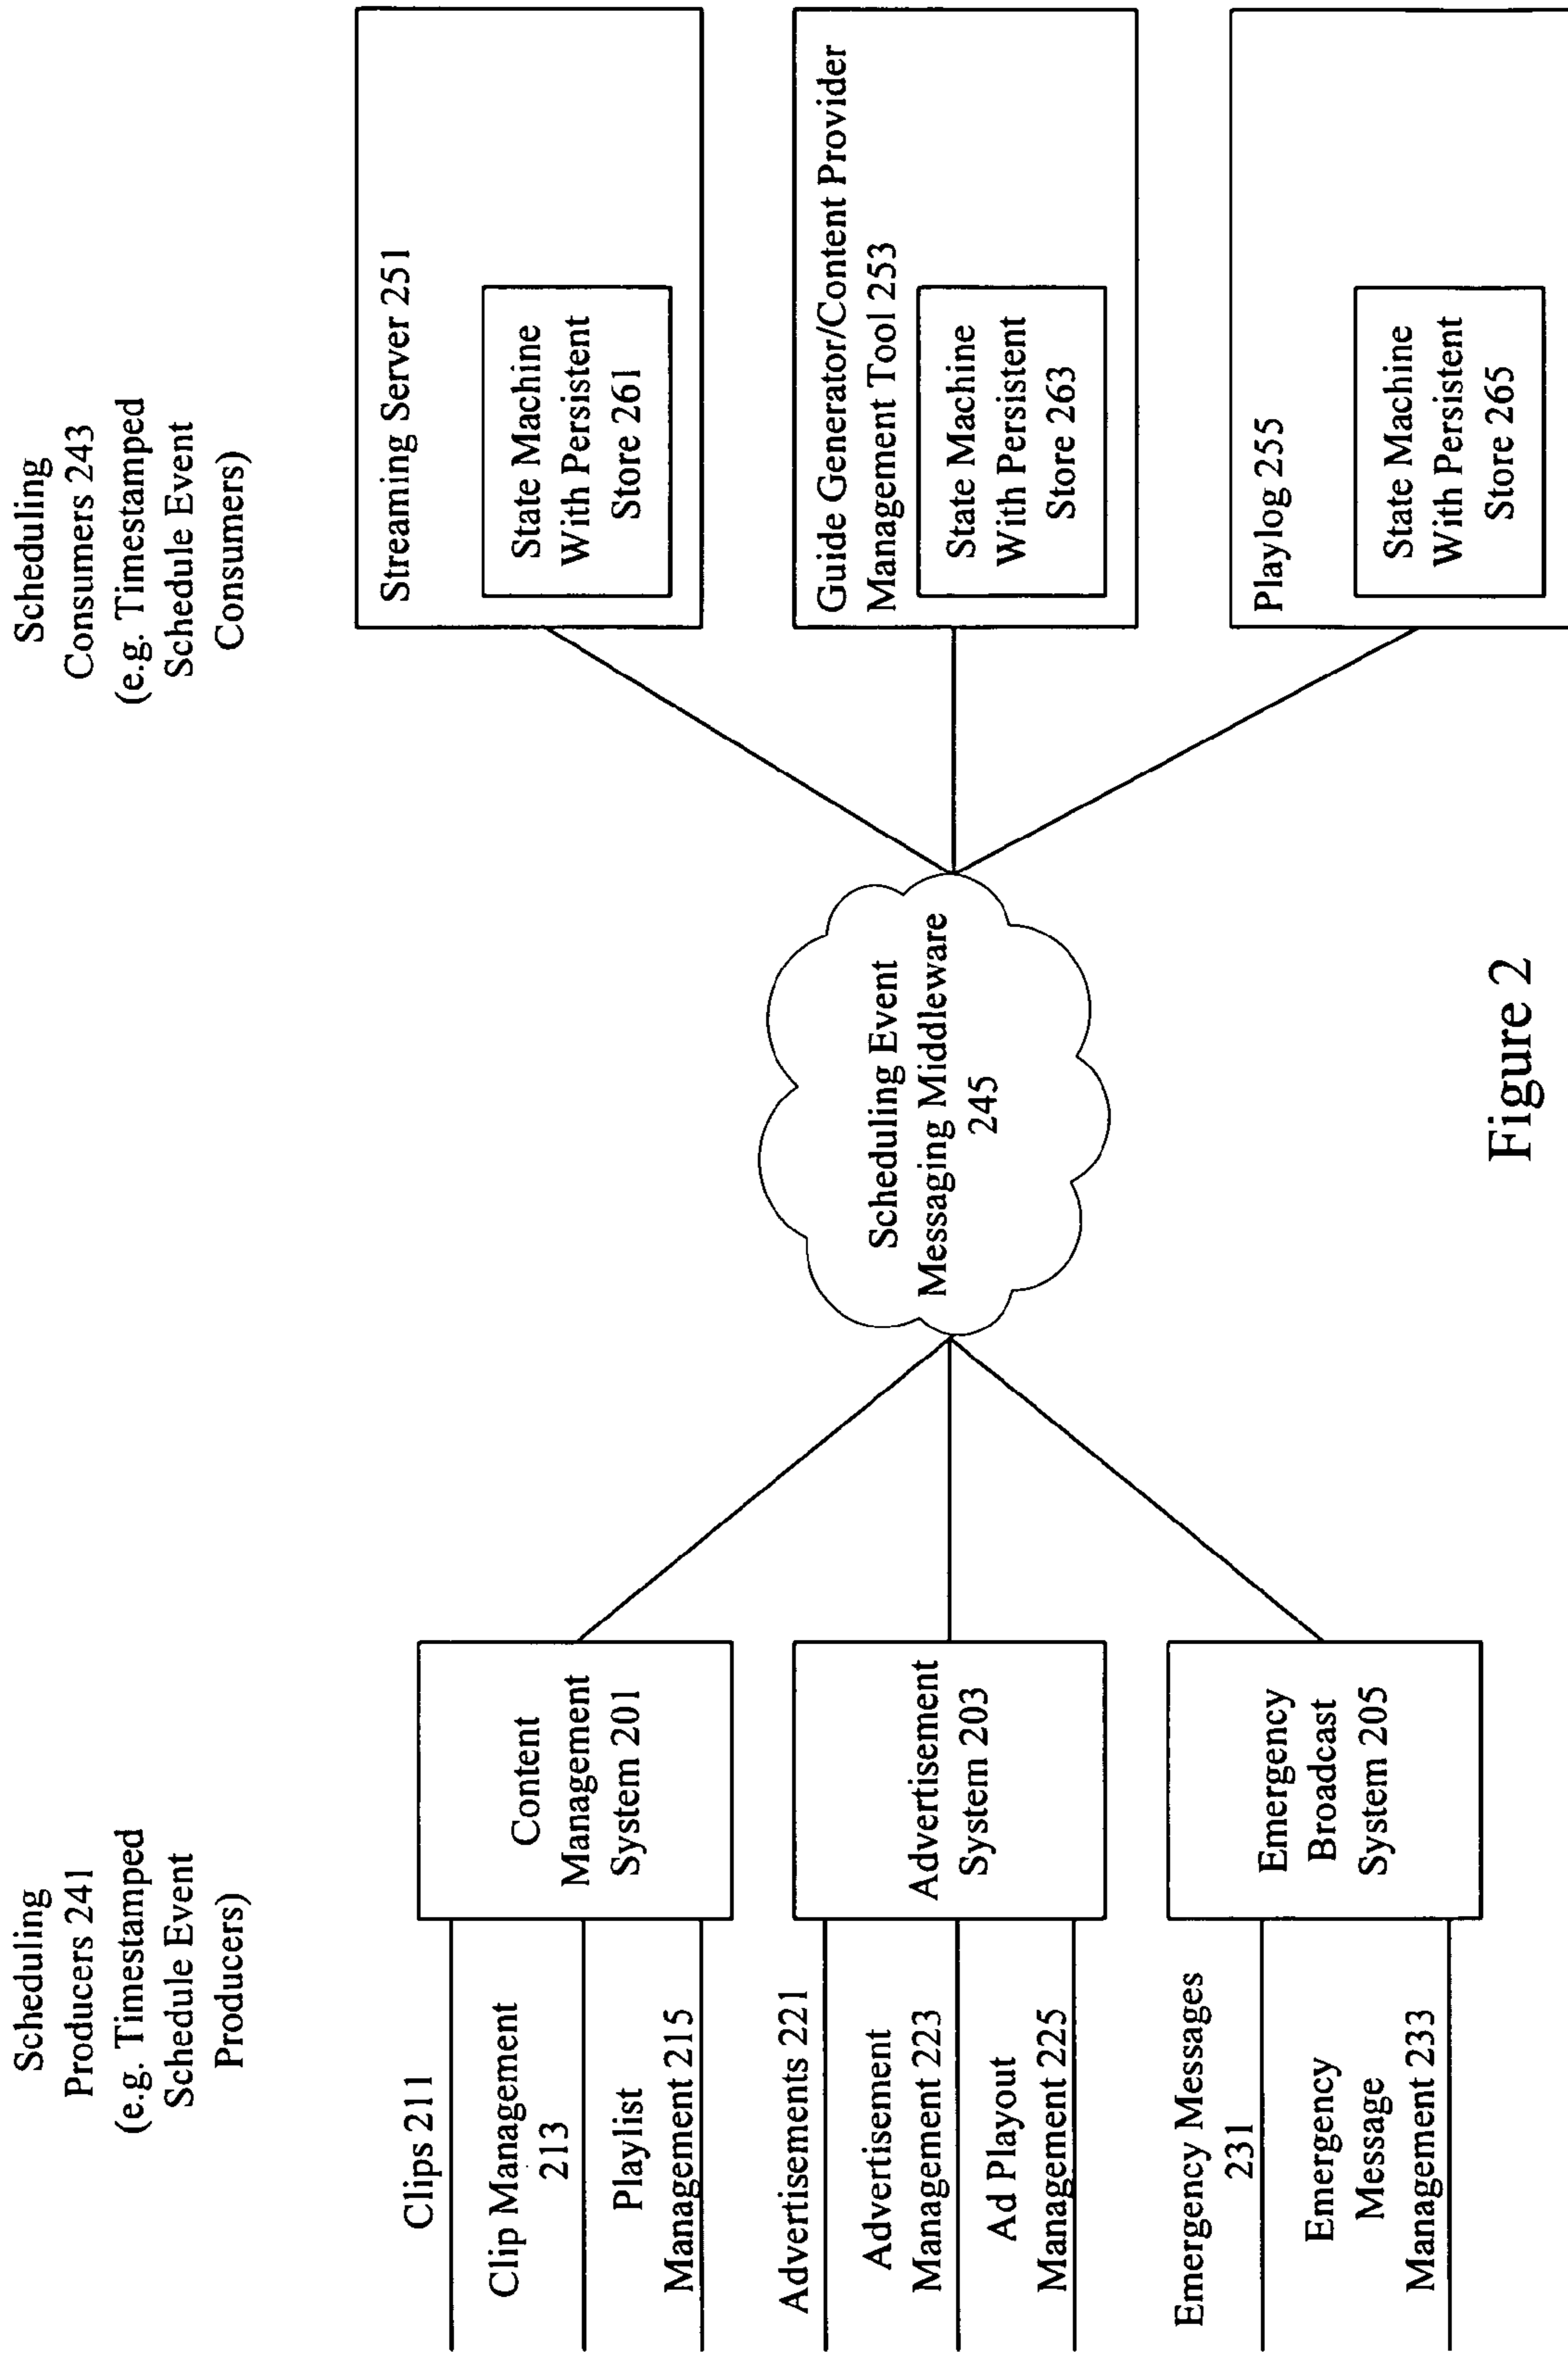 Scheduling
Producers 241
(e.g. Timestamped
Schedule Event
Producers)
Scheduling
Consumers 243
(e.g. Timestamped
Schedule Event
Consumers)
Clips 211
Clip Management
213
Playlist
Management 215
Content
Management
System 201
Advertisements 221
Advertisement
Management 223
Ad Playout
Management 225
Advertisement
System 203
Emergency Messages
231
Emergency
Message
Management 233
Emergency
Broadcast
System 205
Scheduling Event
Messaging Middleware
245
Streaming Server 251
State Machine
With Persistent
Store 261
Guide Generator/Content Provider
Management Tool 253
State Machine
With Persistent
Store 263
Playlog 255
State Machine
With Persistent
Store 265
Figure 2